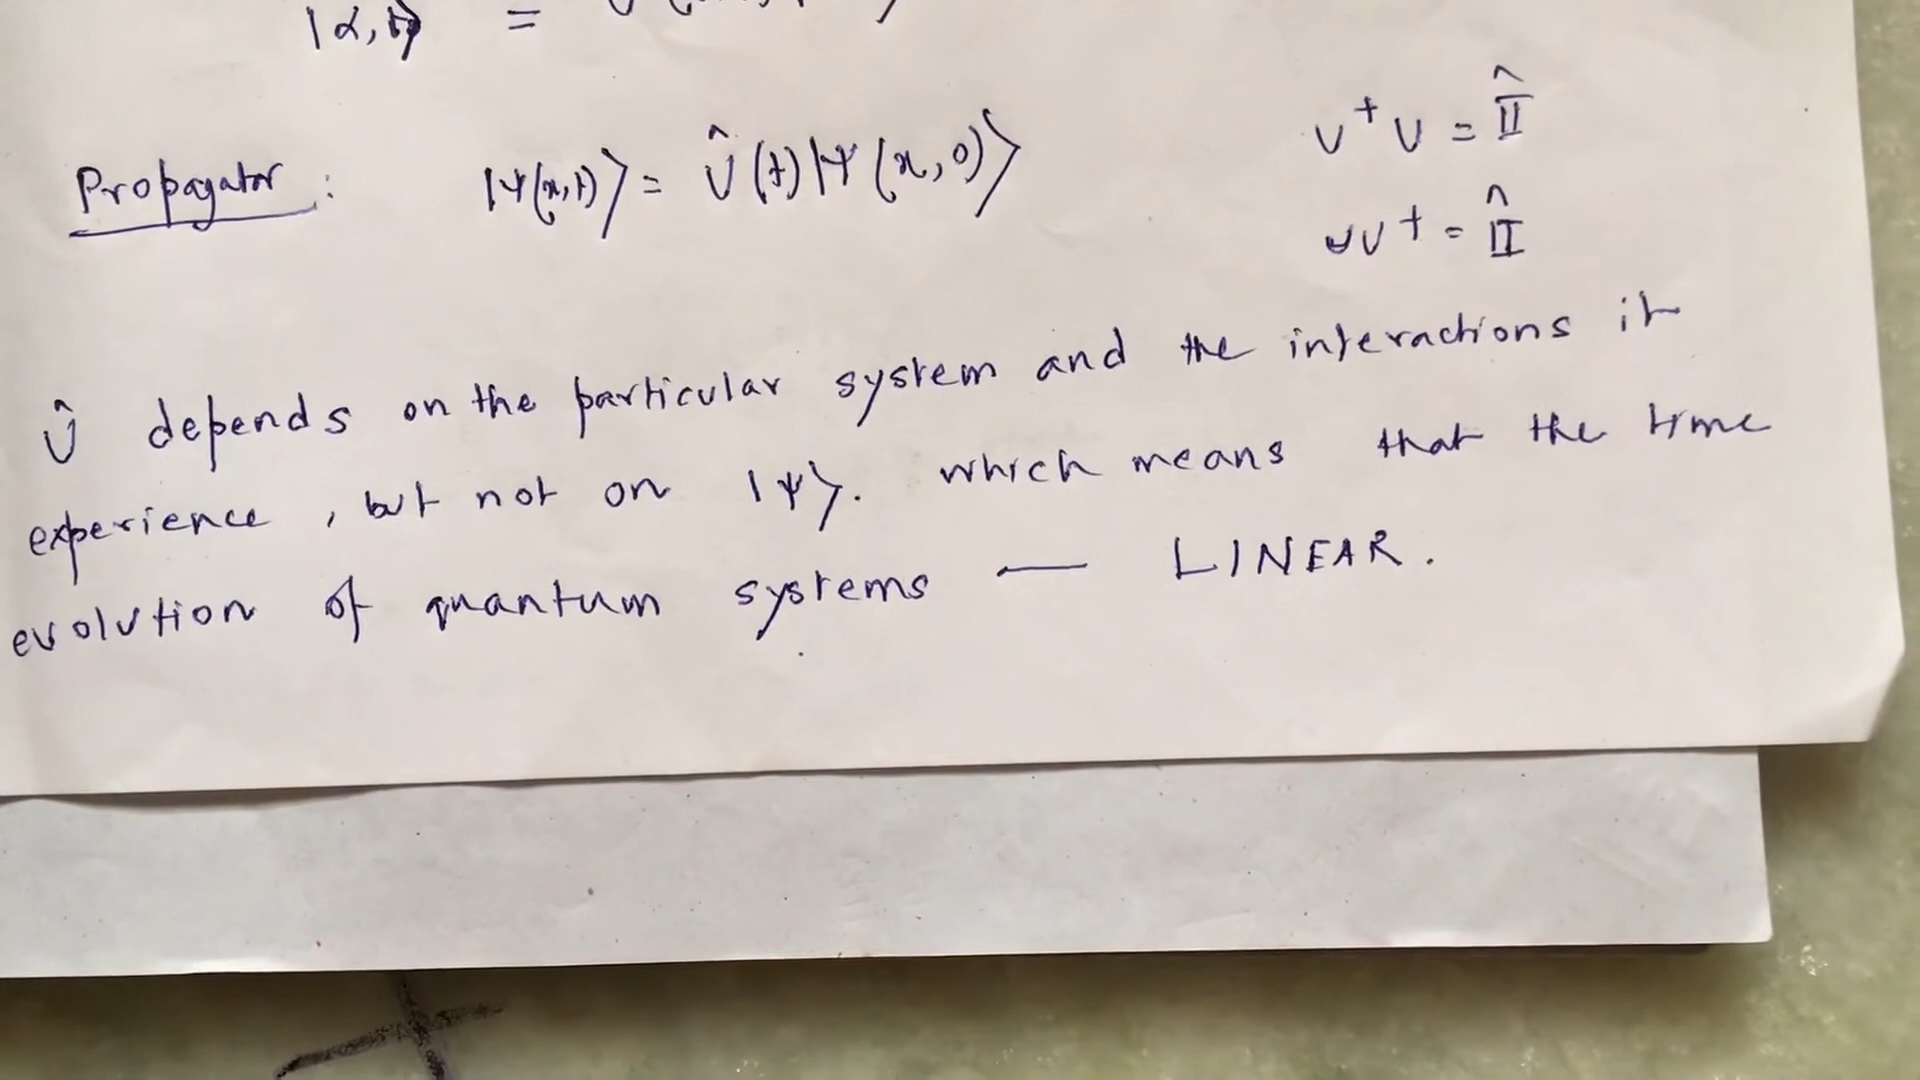 |α,t⟩ =
Propagator : |Ψ(x,t)⟩ = Û(t)|Ψ(x,0)⟩
U†U = 𝕀̂
UU† = 𝕀̂
Û depends on the particular system and the interactions it
experience, but not on |Ψ⟩. which means that the time
evolution of quantum systems — LINEAR.